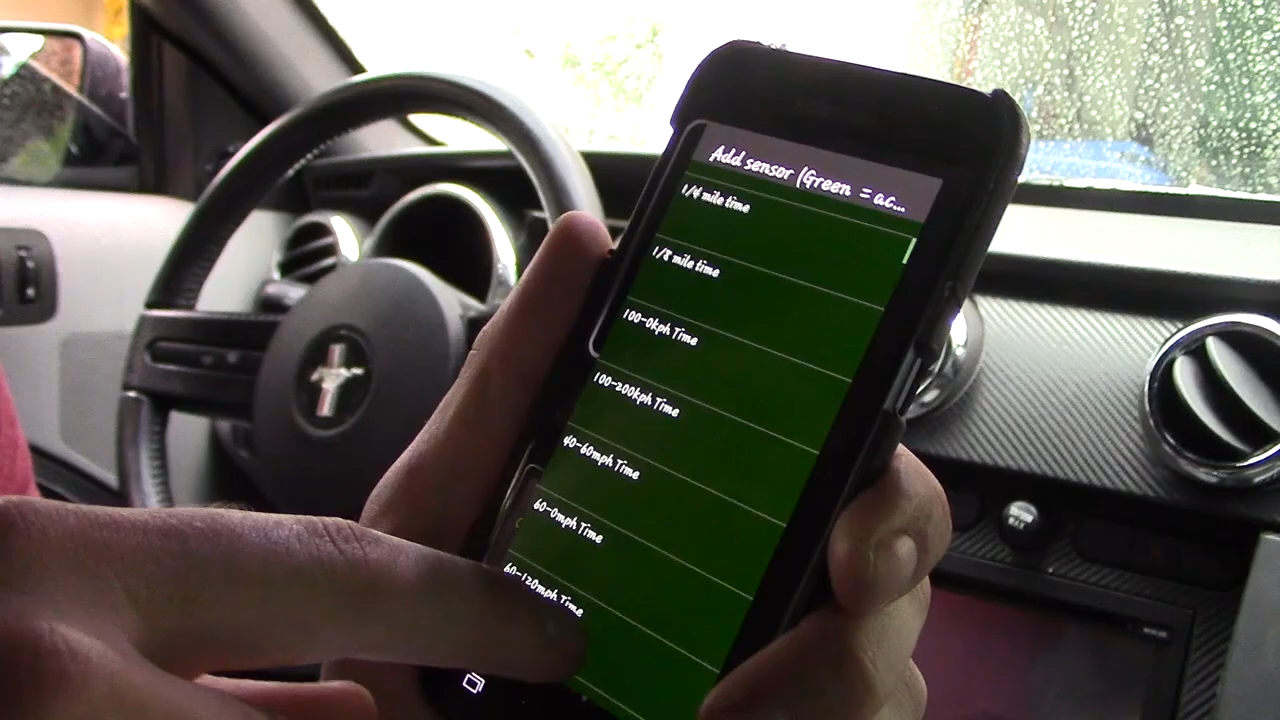 Add sensor (Green = ac...
1/4 mile time
1/8 mile time
100-0kph Time
100-200kph Time
40-60mph Time
60-0mph Time
60-120mph Time